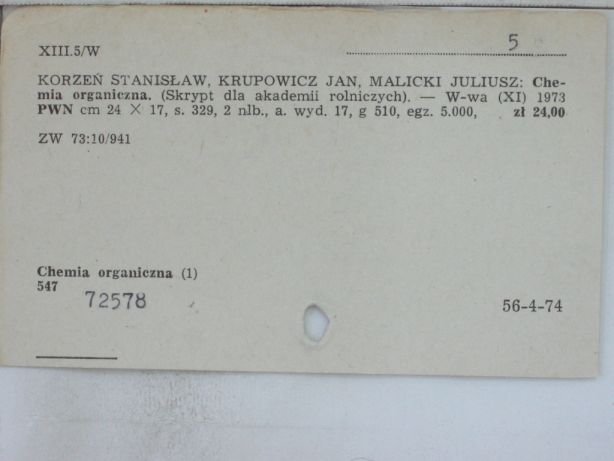 5
XIII.5/W
KORZEŃ STANISŁAW, KRUPOWICZ JAN, MALICKI JULIUSZ: Che-
mia organiczna. (Skrypt dla akademii rolniczych). — W-wa (XI) 1973
PWN cm 24 × 17, s. 329, 2 nlb., a. wyd. 17, g 510, egz. 5.000, zł 24,00
ZW 73:10/941
Chemia organiczna (1)
547
72578
56-4-74